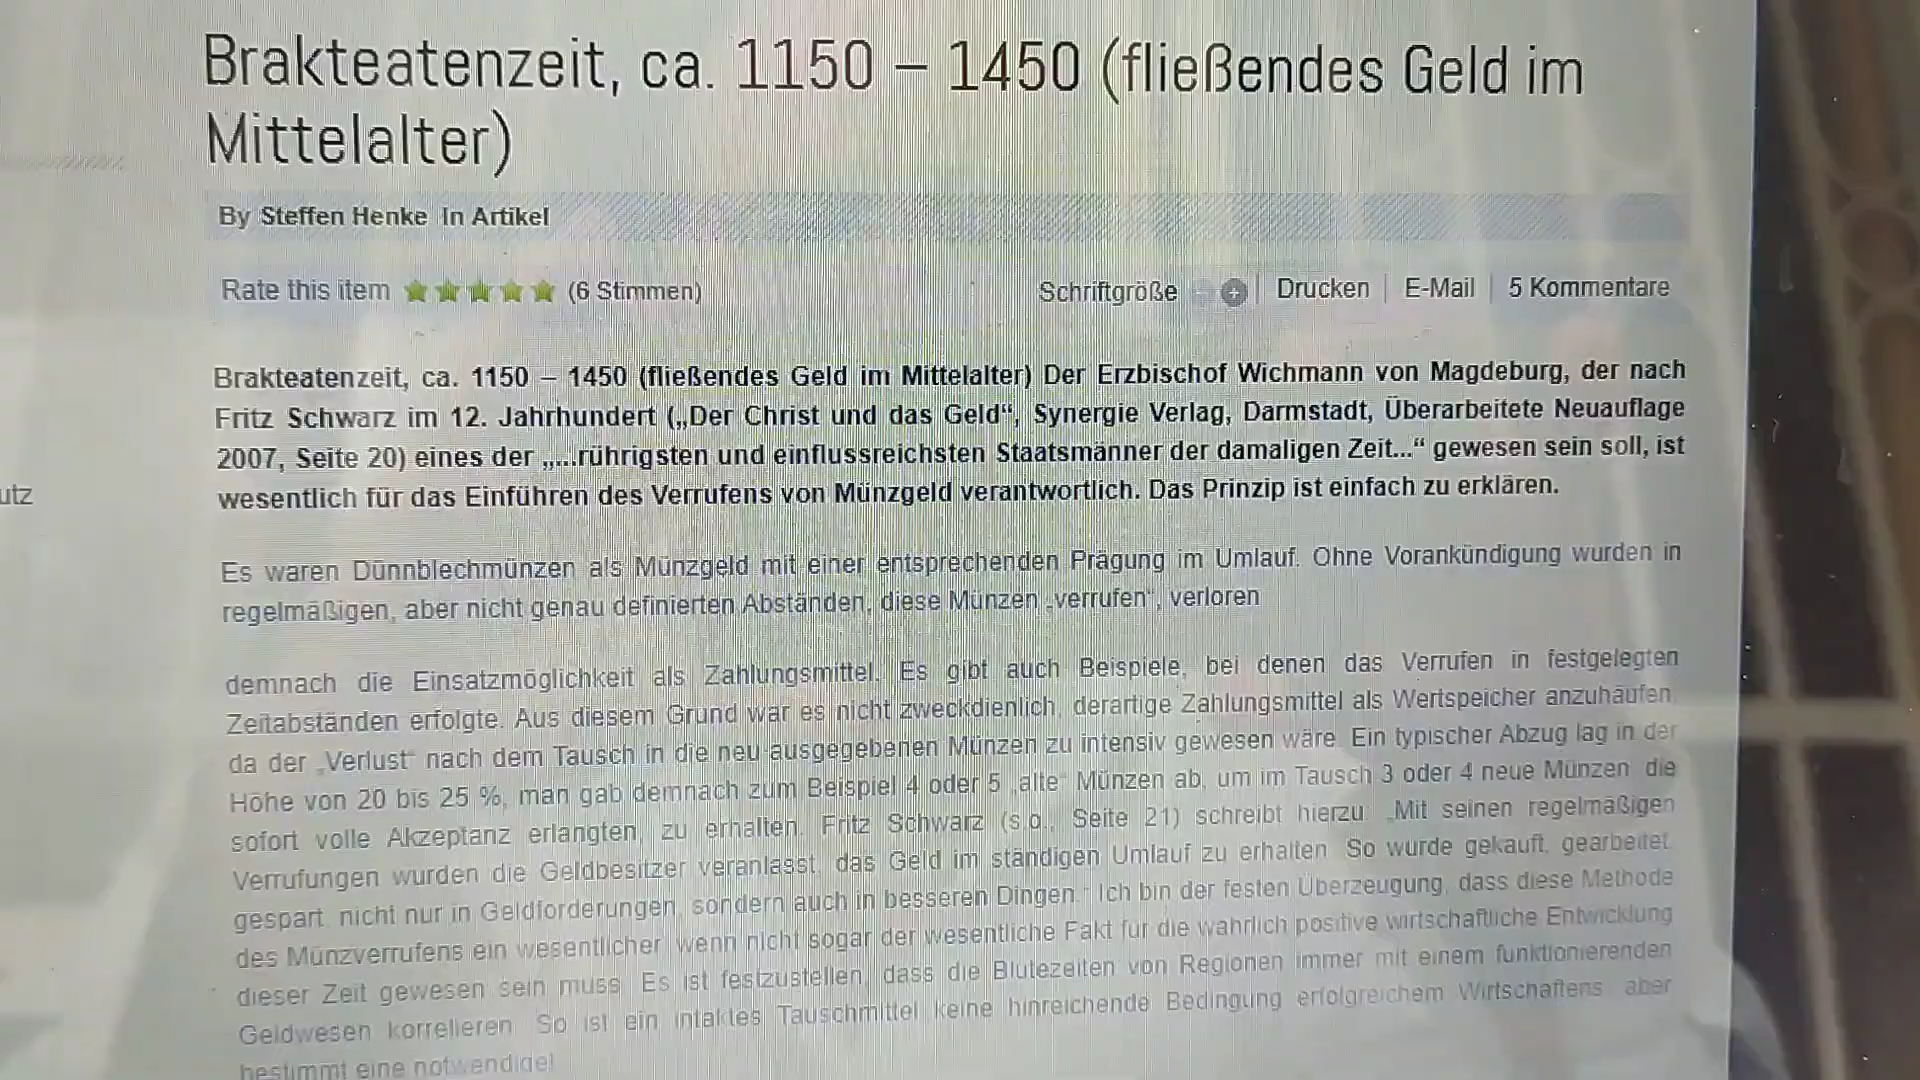 Brakteatenzeit, ca. 1150 – 1450 (fließendes Geld im
Mittelalter)
By Steffen Henke In Artikel
Rate this item (6 Stimmen)
Schriftgröße | Drucken | E-Mail | 5 Kommentare
Brakteatenzeit, ca. 1150 – 1450 (fließendes Geld im Mittelalter) Der Erzbischof Wichmann von Magdeburg, der nach
Fritz Schwarz im 12. Jahrhundert („Der Christ und das Geld“, Synergie Verlag, Darmstadt, Überarbeitete Neuauflage
2007, Seite 20) eines der „...rührigsten und einflussreichsten Staatsmänner der damaligen Zeit...“ gewesen sein soll, ist
utz
wesentlich für das Einführen des Verrufens von Münzgeld verantwortlich. Das Prinzip ist einfach zu erklären.
Es waren Dünnblechmünzen als Münzgeld mit einer entsprechenden Prägung im Umlauf. Ohne Vorankündigung wurden in
regelmäßigen, aber nicht genau definierten Abständen, diese Münzen „verrufen“, verloren
demnach die Einsatzmöglichkeit als Zahlungsmittel. Es gibt auch Beispiele, bei denen das Verrufen in festgelegten
Zeitabständen erfolgte. Aus diesem Grund war es nicht zweckdienlich, derartige Zahlungsmittel als Wertspeicher anzuhäufen,
da der „Verlust“ nach dem Tausch in die neu ausgegebenen Münzen zu intensiv gewesen wäre. Ein typischer Abzug lag in der
Höhe von 20 bis 25 %, man gab demnach zum Beispiel 4 oder 5 „alte“ Münzen ab, um im Tausch 3 oder 4 neue Münzen, die
sofort volle Akzeptanz erlangten, zu erhalten. Fritz Schwarz (s.o., Seite 21) schreibt hierzu: „Mit seinen regelmäßigen
Verrufungen wurden die Geldbesitzer veranlasst, das Geld im ständigen Umlauf zu erhalten. So wurde gekauft, gearbeitet,
gespart, nicht nur in Geldforderungen, sondern auch in besseren Dingen.“ Ich bin der festen Überzeugung, dass diese Methode
des Münzverrufens ein wesentlicher, wenn nicht sogar der wesentliche Fakt für die wahrlich positive wirtschaftliche Entwicklung
dieser Zeit gewesen sein muss. Es ist festzustellen, dass die Blütezeiten von Regionen immer mit einem funktionierenden
Geldwesen korrelieren. So ist ein intaktes Tauschmittel keine hinreichende Bedingung erfolgreichem Wirtschaftens, aber
bestimmt eine notwendige!